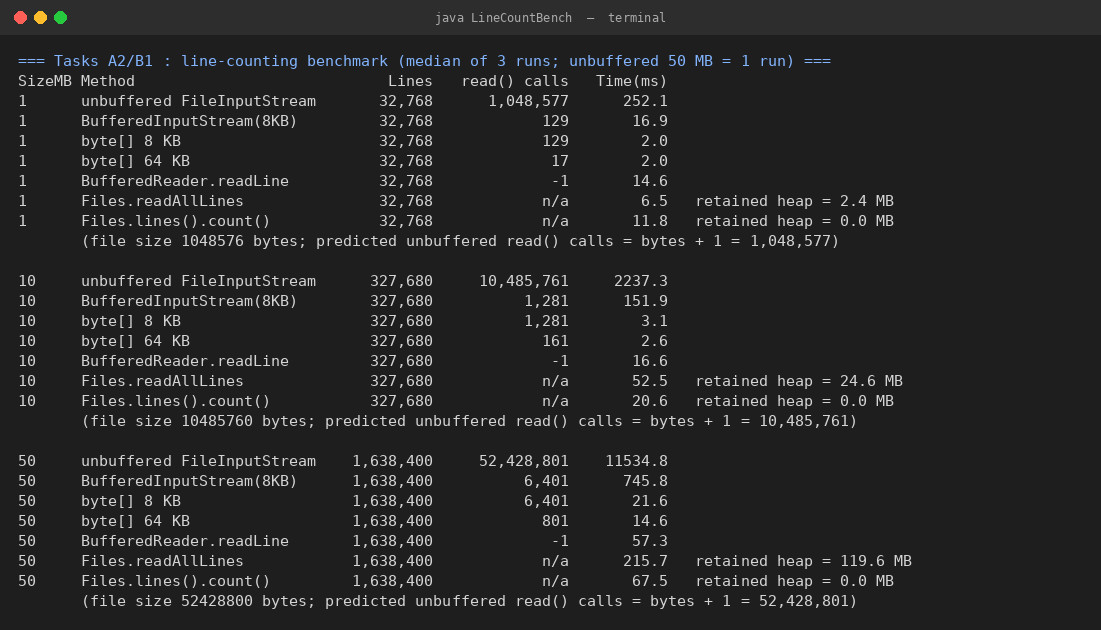 java LineCountBench — terminal
=== Tasks A2/B1 : line-counting benchmark (median of 3 runs; unbuffered 50 MB = 1 run) ===
SizeMB Method                            Lines   read() calls   Time(ms)
1      unbuffered FileInputStream       32,768      1,048,577      252.1
1      BufferedInputStream(8KB)         32,768            129       16.9
1      byte[] 8 KB                      32,768            129        2.0
1      byte[] 64 KB                     32,768             17        2.0
1      BufferedReader.readLine          32,768             -1       14.6
1      Files.readAllLines               32,768            n/a        6.5   retained heap = 2.4 MB
1      Files.lines().count()            32,768            n/a       11.8   retained heap = 0.0 MB
       (file size 1048576 bytes; predicted unbuffered read() calls = bytes + 1 = 1,048,577)
10     unbuffered FileInputStream      327,680     10,485,761     2237.3
10     BufferedInputStream(8KB)        327,680          1,281      151.9
10     byte[] 8 KB                     327,680          1,281        3.1
10     byte[] 64 KB                    327,680            161        2.6
10     BufferedReader.readLine         327,680             -1       16.6
10     Files.readAllLines              327,680            n/a       52.5   retained heap = 24.6 MB
10     Files.lines().count()           327,680            n/a       20.6   retained heap = 0.0 MB
       (file size 10485760 bytes; predicted unbuffered read() calls = bytes + 1 = 10,485,761)
50     unbuffered FileInputStream    1,638,400     52,428,801    11534.8
50     BufferedInputStream(8KB)      1,638,400          6,401      745.8
50     byte[] 8 KB                   1,638,400          6,401       21.6
50     byte[] 64 KB                  1,638,400            801       14.6
50     BufferedReader.readLine       1,638,400             -1       57.3
50     Files.readAllLines            1,638,400            n/a      215.7   retained heap = 119.6 MB
50     Files.lines().count()         1,638,400            n/a       67.5   retained heap = 0.0 MB
       (file size 52428800 bytes; predicted unbuffered read() calls = bytes + 1 = 52,428,801)